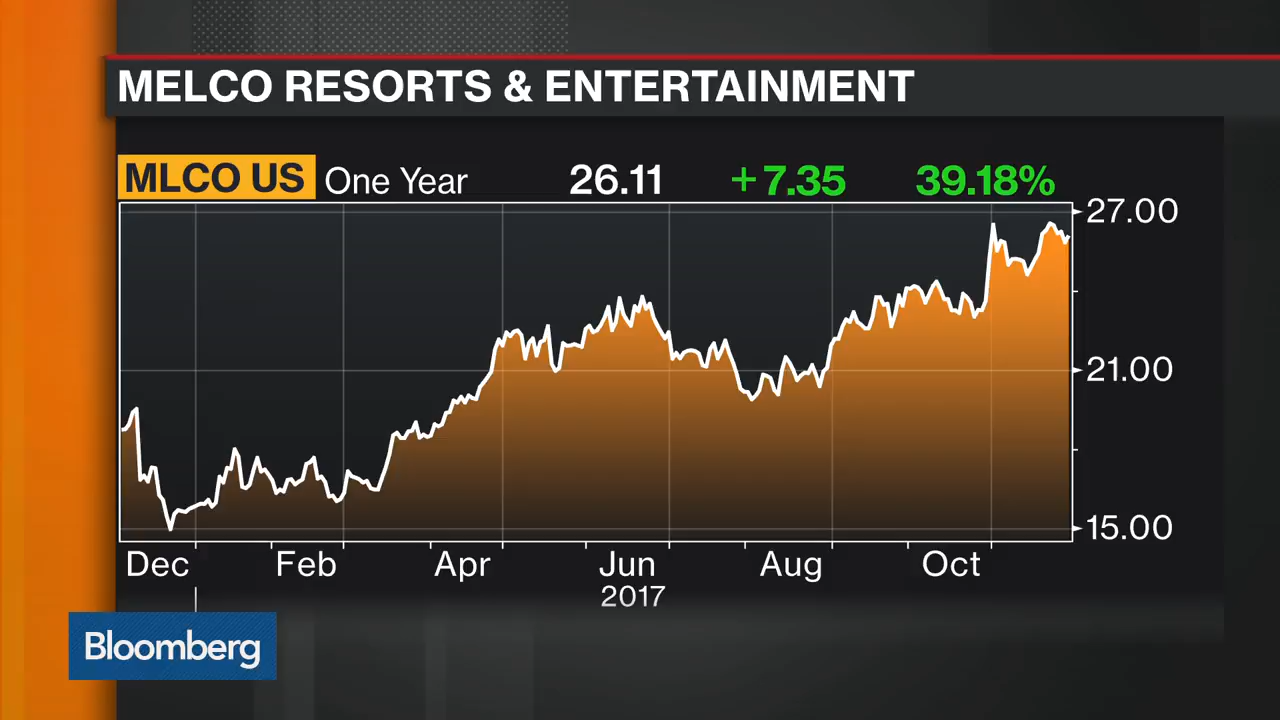 MELCO RESORTS & ENTERTAINMENT
MLCO US One Year 26.11 +7.35 39.18%
27.00
21.00
15.00
Dec Feb Apr Jun Aug Oct
2017
Bloomberg